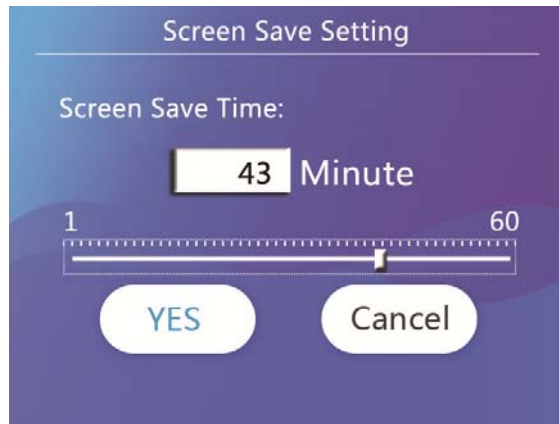 Screen Save Setting
Screen Save Time:
43 Minute
1 60
YES Cancel